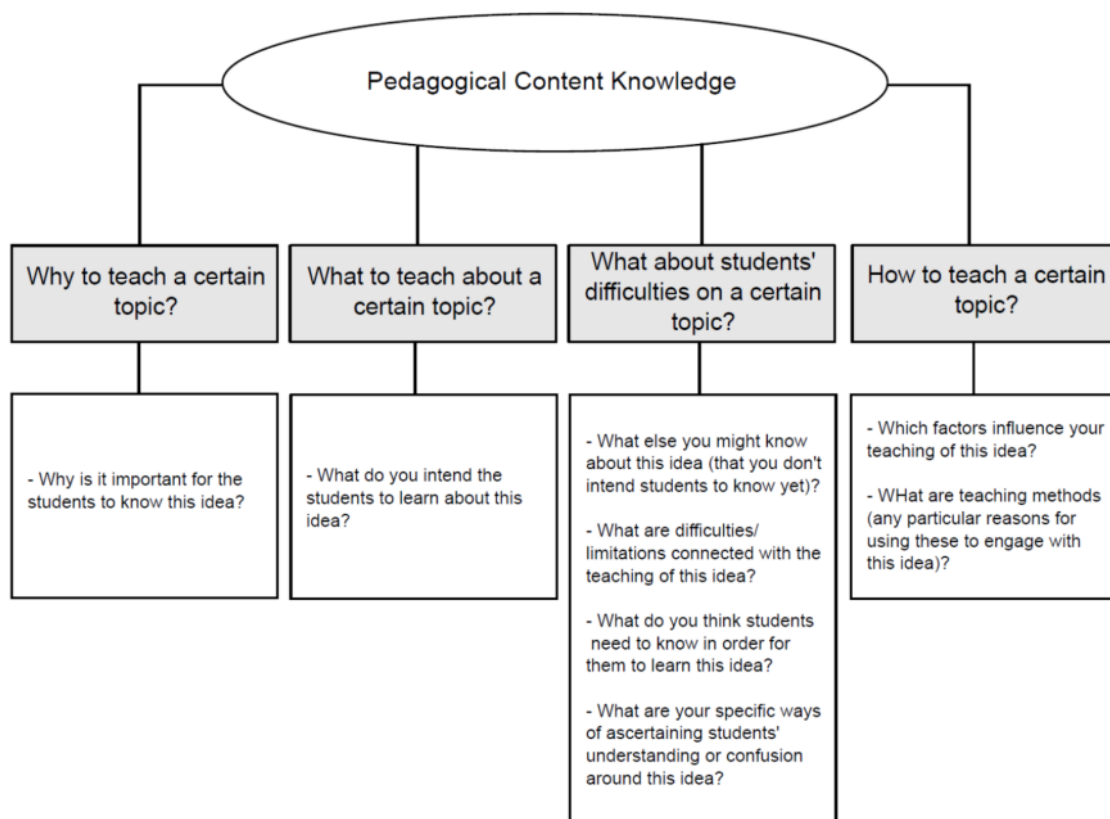 Pedagogical Content Knowledge
Why to teach a certain
topic?
What to teach about a
certain topic?
What about students'
difficulties on a certain
topic?
How to teach a certain
topic?
- Why is it important for the
students to know this idea?
- What do you intend the
students to learn about this
idea?
- What else you might know
about this idea (that you don't
intend students to know yet)?
- What are difficulties/
limitations connected with the
teaching of this idea?
- What do you think students
need to know in order for
them to learn this idea?
- What are your specific ways
of ascertaining students'
understanding or confusion
around this idea?
- Which factors influence your
teaching of this idea?
- WHat are teaching methods
(any particular reasons for
using these to engage with
this idea)?